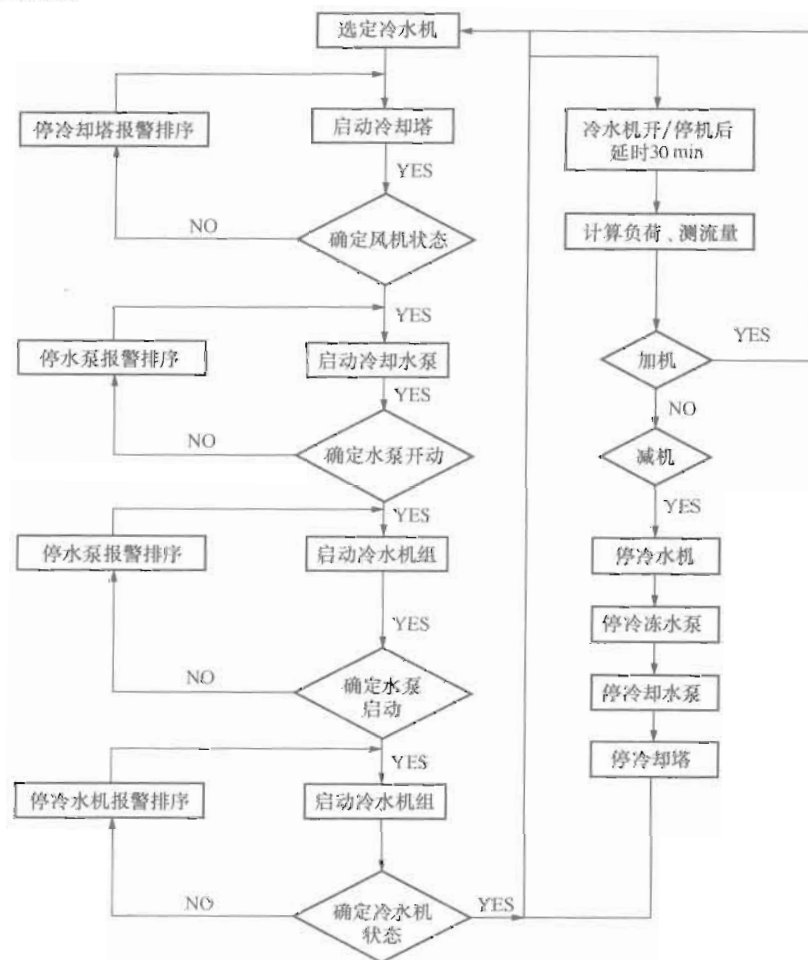 选定冷水机
停冷却塔报警排序
启动冷却塔
YES
NO
确定风机状态
YES
停水泵报警排序
启动冷却水泵
YES
NO
确定水泵开动
YES
停水泵报警排序
启动冷水机组
YES
NO
确定水泵
启动
YES
停冷水机报警排序
启动冷水机组
NO
确定冷水机
状态
YES
冷水机开/停机后
延时30 min
计算负荷、测流量
YES
加机
NO
减机
YES
停冷水机
停冷冻水泵
停冷却水泵
停冷却塔